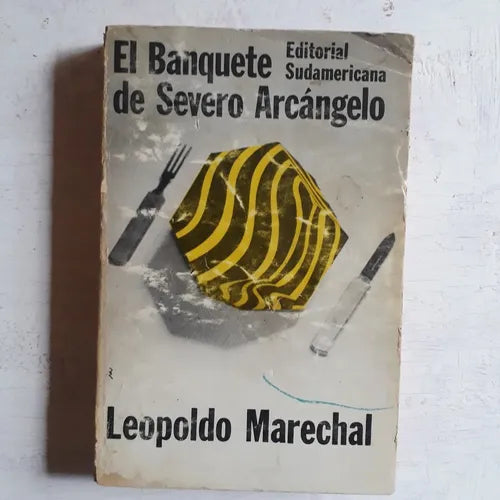 El Banquete
de Severo Arcángelo
Editorial
Sudamericana
Leopoldo Marechal